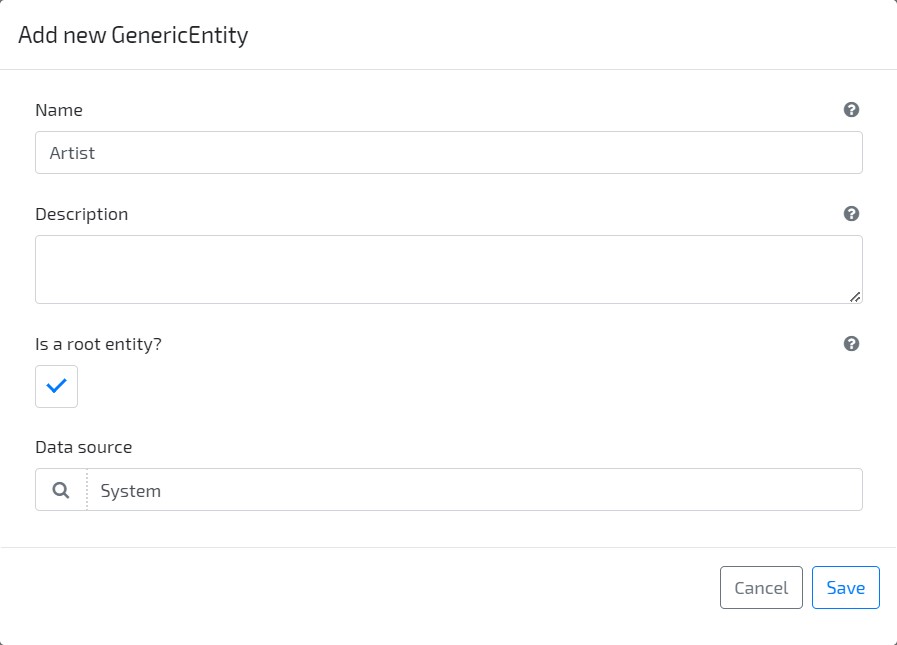 Add new GenericEntity
Name
Artist
Description
Is a root entity?
Data source
System
Cancel Save